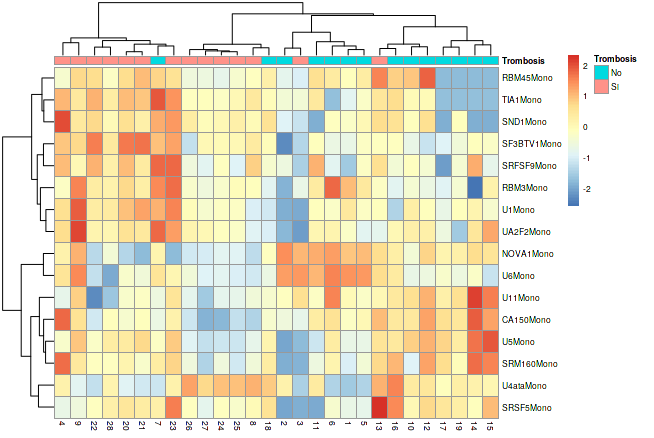 Trombosis
Trombosis
No
SI
2
1
0
-1
-2
RBM45Mono
TIA1Mono
SND1Mono
SF3BTV1Mono
SRFSF9Mono
RBM3Mono
U1Mono
UA2F2Mono
NOVA1Mono
U6Mono
U11Mono
CA150Mono
U5Mono
SRM160Mono
U4ataMono
SRSF5Mono
4 9 22 28 20 21 7 23 26 27 24 25 8 18 2 3 11 6 1 5 13 16 10 12 17 19 14 15